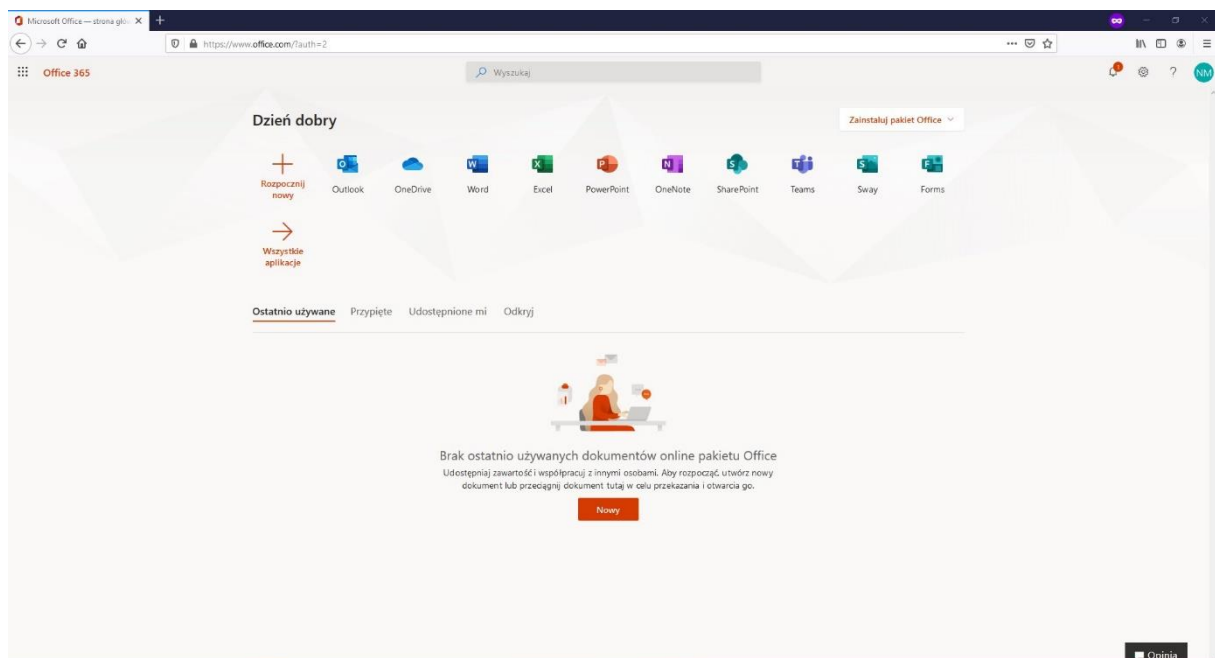 Microsoft Office — strona głów
https://www.office.com/?auth=2
Office 365
Wyszukaj
NM
Dzień dobry
Zainstaluj pakiet Office
Rozpocznij
nowy
Outlook
OneDrive
Word
Excel
PowerPoint
OneNote
SharePoint
Teams
Sway
Forms
Wszystkie
aplikacje
Ostatnio używane Przypięte Udostępnione mi Odkryj
Brak ostatnio używanych dokumentów online pakietu Office
Udostępniaj zawartość i współpracuj z innymi osobami. Aby rozpocząć, utwórz nowy
dokument lub przeciągnij dokument tutaj w celu przekazania i otwarcia go.
Nowy
Opinia